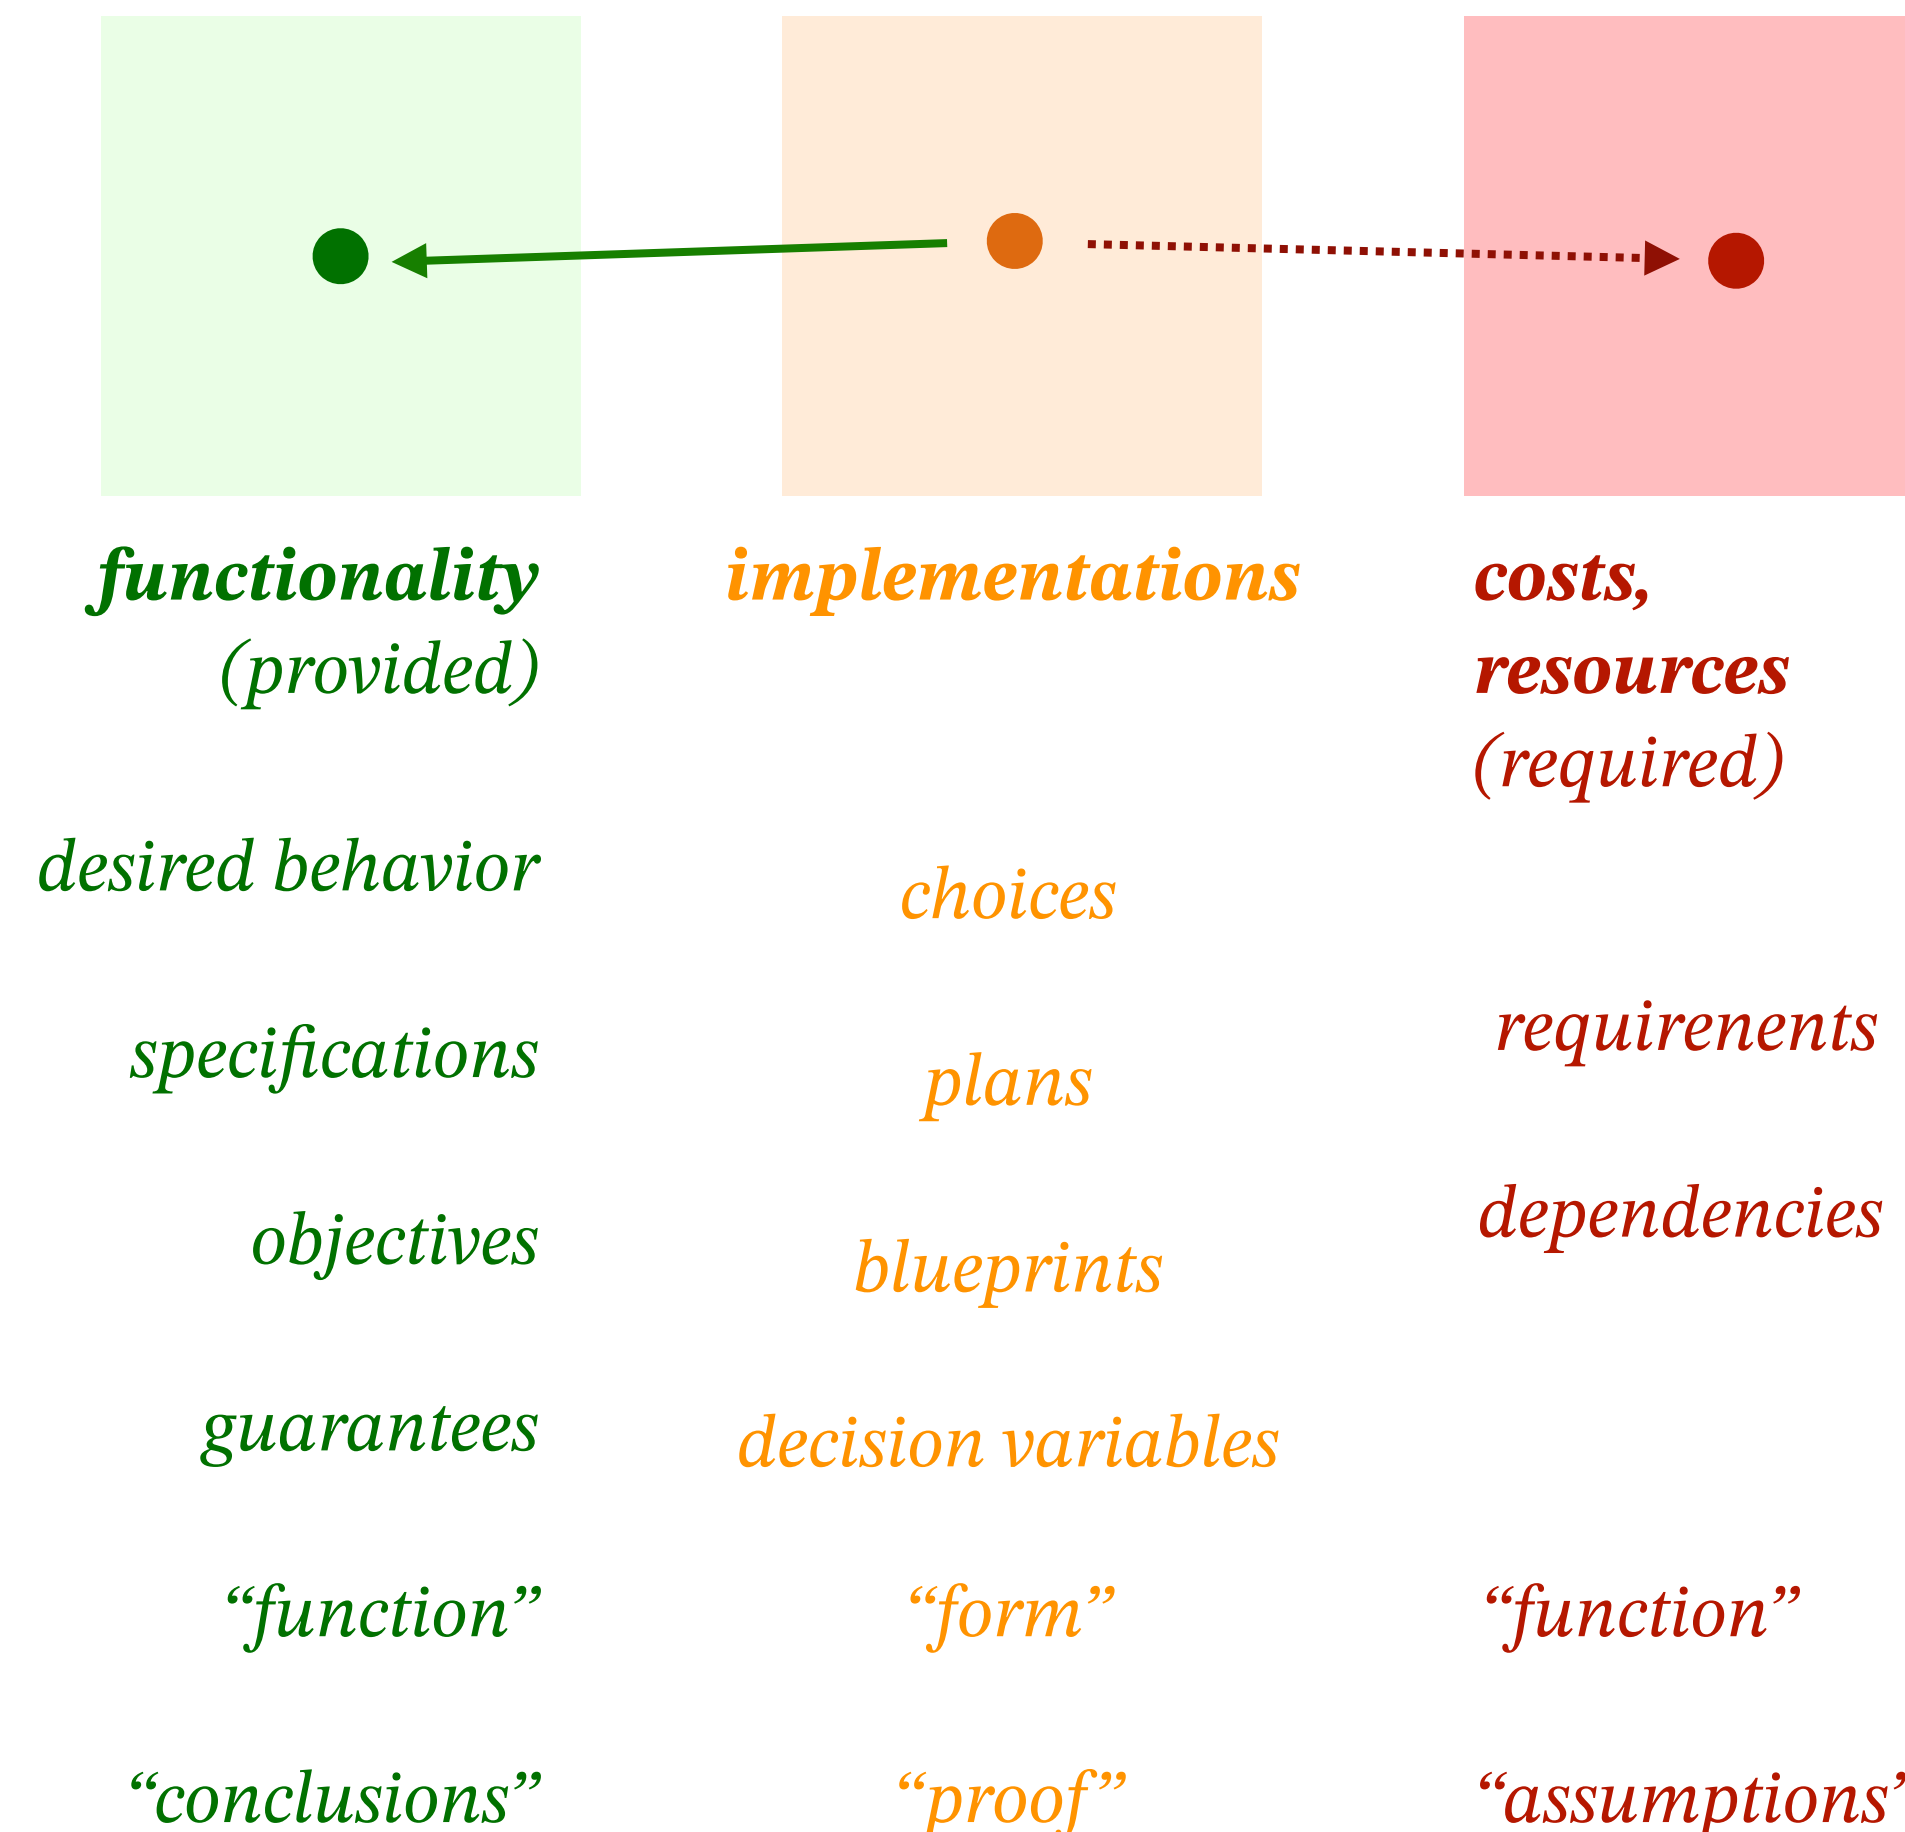 functionality
(provided)
implementations
costs,
resources
(required)
desired behavior
choices
specifications
plans
requirenents
objectives
blueprints
dependencies
guarantees
decision variables
“function”
“form”
“function”
“conclusions”
“proof”
“assumptions”